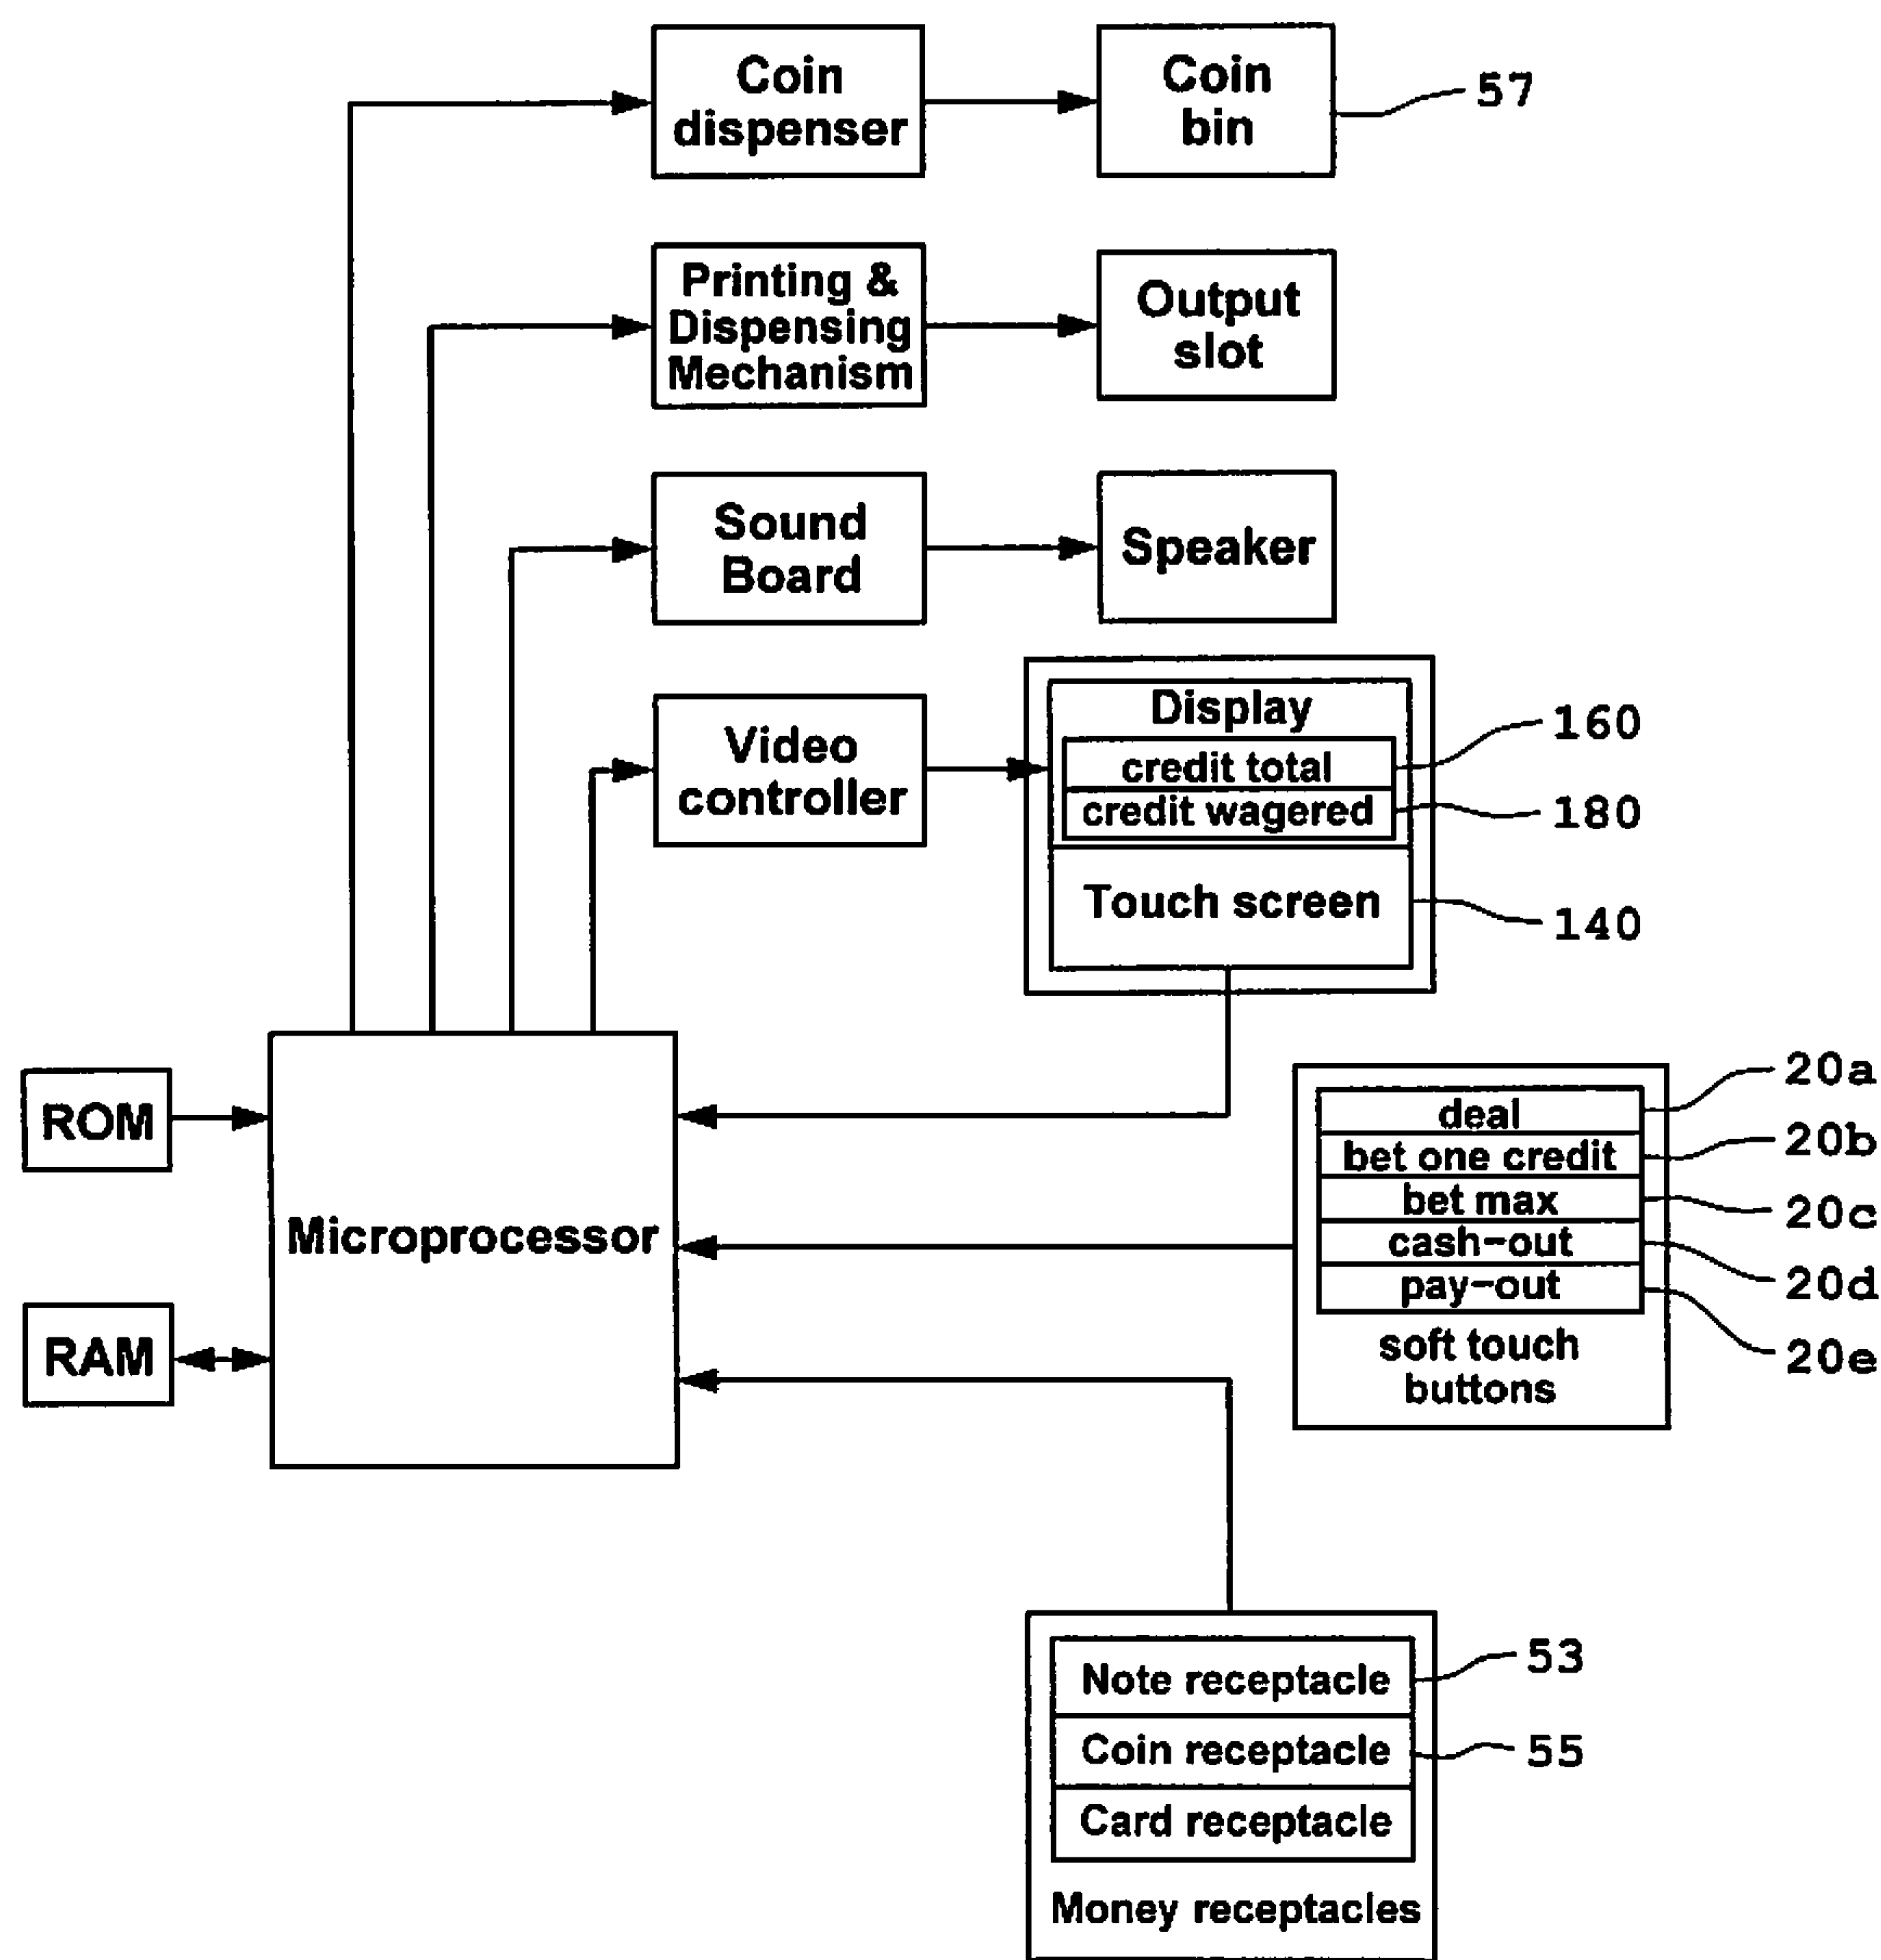 Coin
dispenser
Coin
bin
57
Printing &
Dispensing
Mechanism
Output
slot
Sound
Board
Speaker
Video
controller
Display
credit total
160
credit wagered
180
Touch screen
140
ROM
Microprocessor
RAM
deal
20a
bet one credit
20b
bet max
20c
cash-out
20d
pay-out
20e
soft touch
buttons
Note receptacle
53
Coin receptacle
55
Card receptacle
Money receptacles